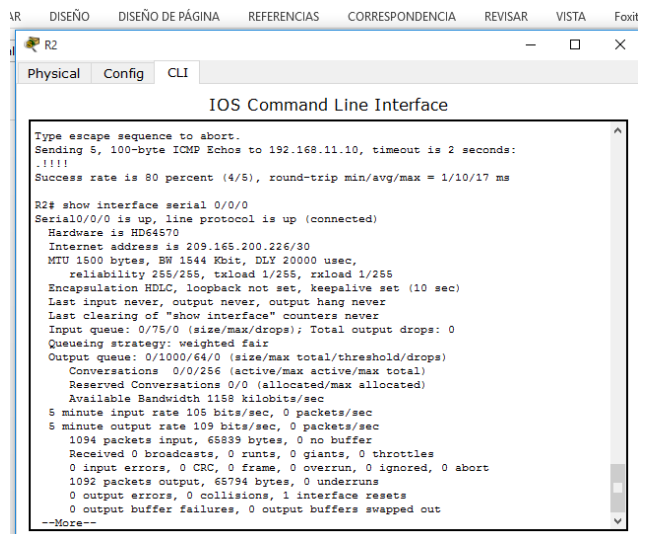 AR DISEÑO DISEÑO DE PÁGINA REFERENCIAS CORRESPONDENCIA REVISAR VISTA Foxit
R2
Physical Config CLI
IOS Command Line Interface
Type escape sequence to abort.
Sending 5, 100-byte ICMP Echos to 192.168.11.10, timeout is 2 seconds:
.!!!!
Success rate is 80 percent (4/5), round-trip min/avg/max = 1/10/17 ms
R2# show interface serial 0/0/0
Serial0/0/0 is up, line protocol is up (connected)
Hardware is HD64570
Internet address is 209.165.200.226/30
MTU 1500 bytes, BW 1544 Kbit, DLY 20000 usec,
reliability 255/255, txload 1/255, rxload 1/255
Encapsulation HDLC, loopback not set, keepalive set (10 sec)
Last input never, output never, output hang never
Last clearing of "show interface" counters never
Input queue: 0/75/0 (size/max/drops); Total output drops: 0
Queueing strategy: weighted fair
Output queue: 0/1000/64/0 (size/max total/threshold/drops)
Conversations 0/0/256 (active/max active/max total)
Reserved Conversations 0/0 (allocated/max allocated)
Available Bandwidth 1158 kilobits/sec
5 minute input rate 105 bits/sec, 0 packets/sec
5 minute output rate 109 bits/sec, 0 packets/sec
1094 packets input, 65839 bytes, 0 no buffer
Received 0 broadcasts, 0 runts, 0 giants, 0 throttles
0 input errors, 0 CRC, 0 frame, 0 overrun, 0 ignored, 0 abort
1092 packets output, 65794 bytes, 0 underruns
0 output errors, 0 collisions, 1 interface resets
0 output buffer failures, 0 output buffers swapped out
--More--